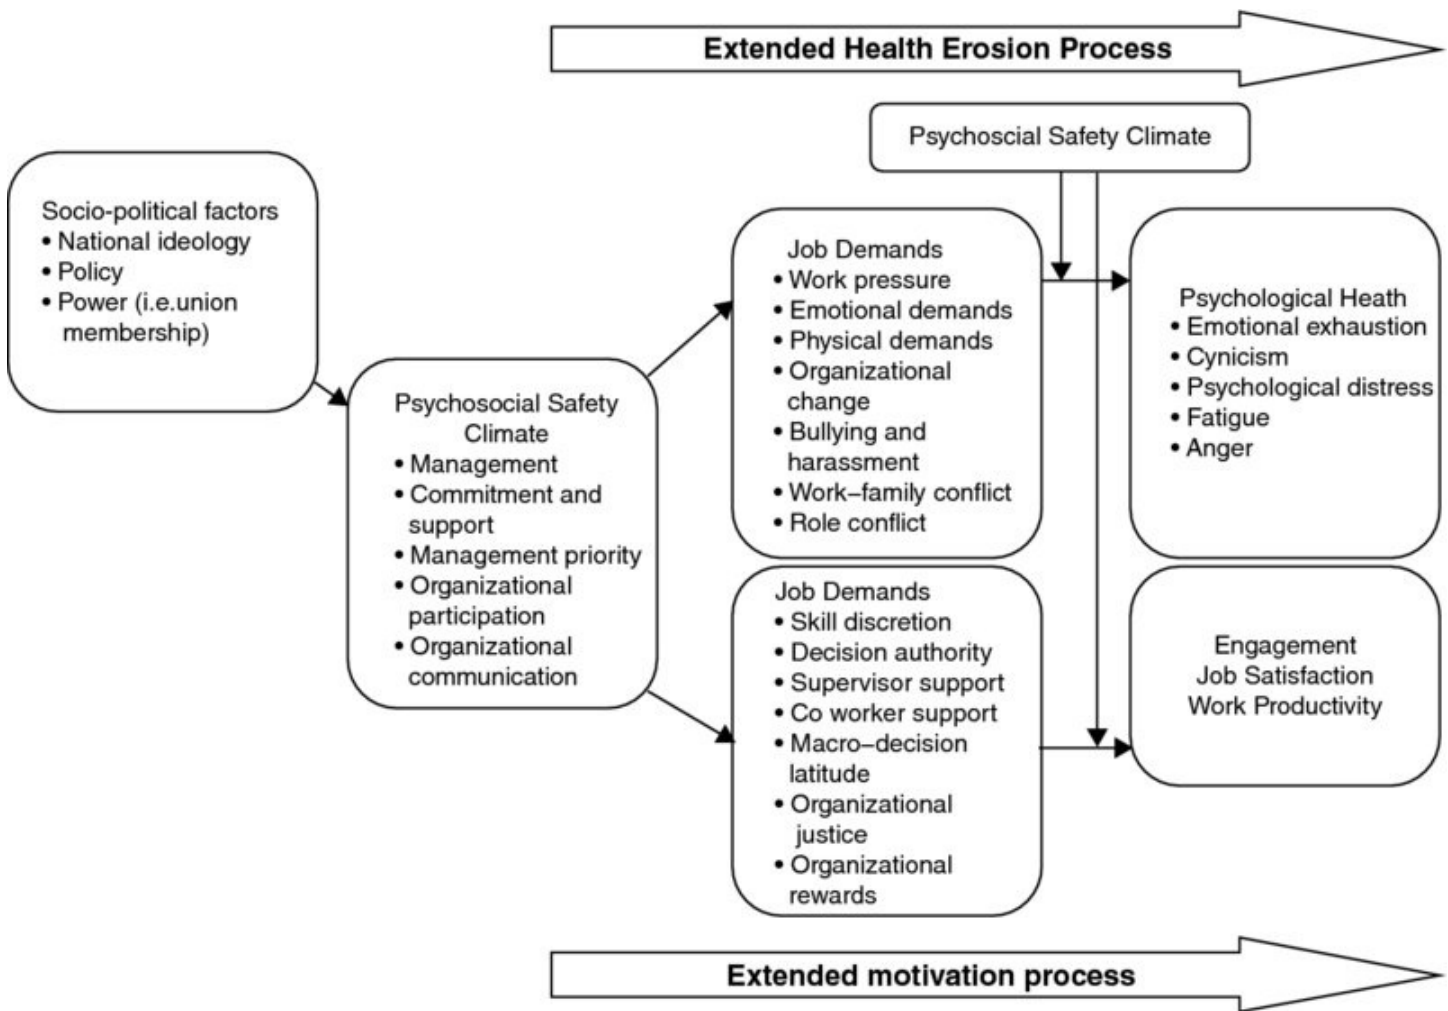 Extended Health Erosion Process
Psychoscial Safety Climate
Socio-political factors
• National ideology
• Policy
• Power (i.e.union
membership)
Psychosocial Safety
Climate
• Management
• Commitment and
support
• Management priority
• Organizational
participation
• Organizational
communication
Job Demands
• Work pressure
• Emotional demands
• Physical demands
• Organizational
change
• Bullying and
harassment
• Work–family conflict
• Role conflict
Psychological Heath
• Emotional exhaustion
• Cynicism
• Psychological distress
• Fatigue
• Anger
Job Demands
• Skill discretion
• Decision authority
• Supervisor support
• Co worker support
• Macro–decision
latitude
• Organizational
justice
• Organizational
rewards
Engagement
Job Satisfaction
Work Productivity
Extended motivation process